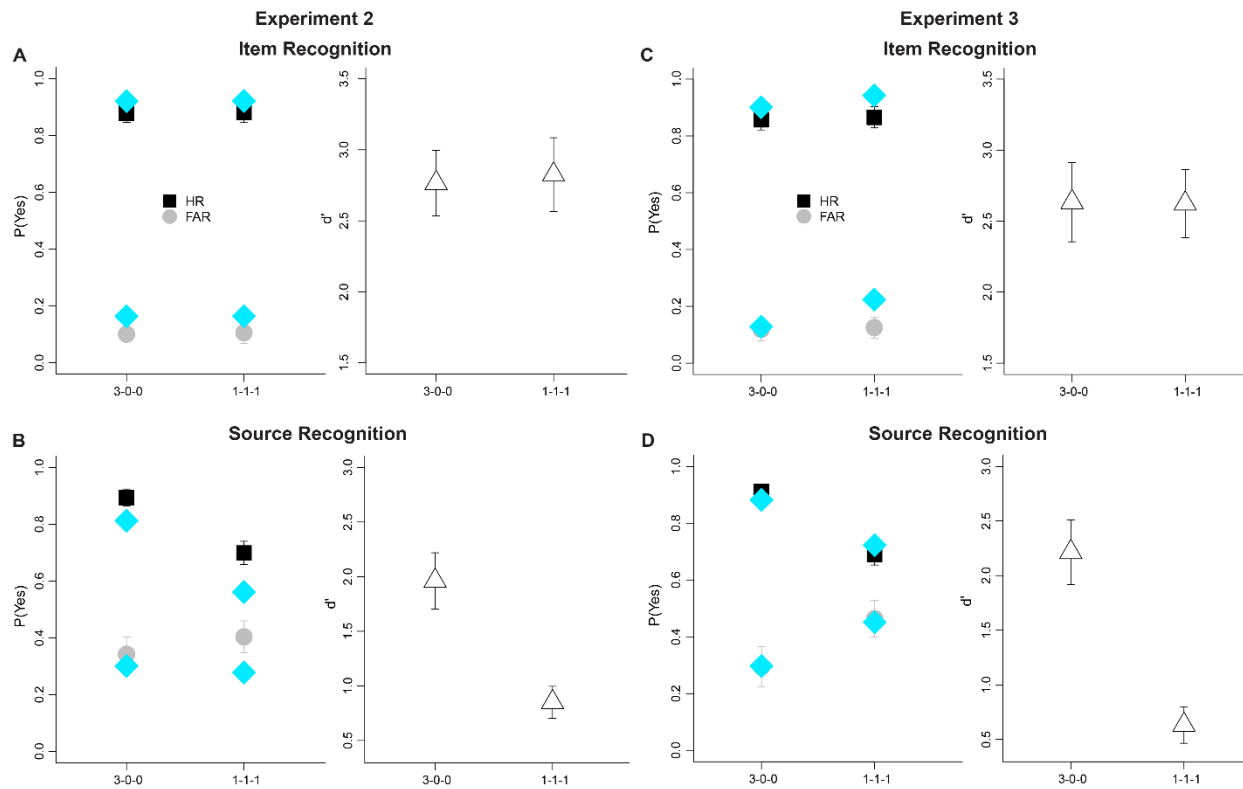 Experiment 2
Experiment 3
A
Item Recognition
C
Item Recognition
P(Yes)
1.0
0.8
0.6
0.4
0.2
0.0
HR
FAR
3-0-0
1-1-1
d'
3.5
3.0
2.5
2.0
1.5
3-0-0
1-1-1
P(Yes)
1.0
0.8
0.6
0.4
0.2
0.0
HR
FAR
3-0-0
1-1-1
d'
3.5
3.0
2.5
2.0
1.5
3-0-0
1-1-1
B
Source Recognition
D
Source Recognition
P(Yes)
1.0
0.8
0.6
0.4
0.2
0.0
3-0-0
1-1-1
d'
3.0
2.5
2.0
1.5
1.0
0.5
3-0-0
1-1-1
P(Yes)
1.0
0.8
0.6
0.4
0.2
0.0
3-0-0
1-1-1
d'
3.0
2.5
2.0
1.5
1.0
0.5
3-0-0
1-1-1